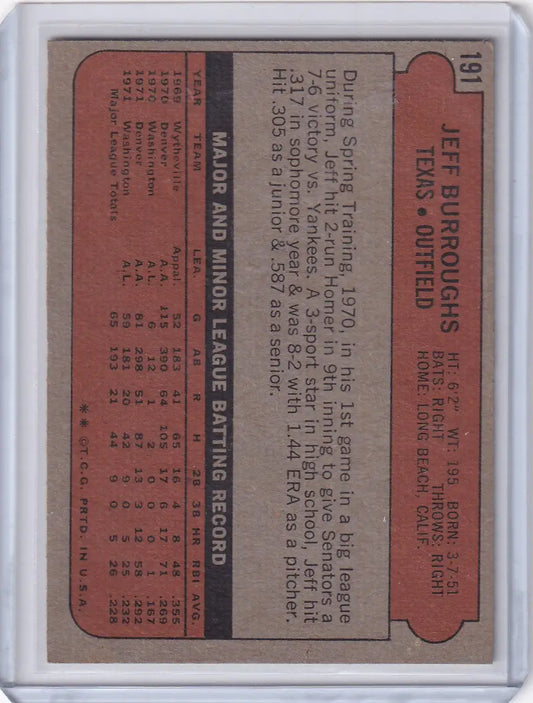 191
JEFF BURROUGHS
TEXAS • OUTFIELD
HT: 6'2" WT: 195 BORN: 3-7-51
BATS: RIGHT THROWS: RIGHT
HOME: LONG BEACH, CALIF.
During Spring Training, 1970, in his 1st game in a big league
uniform, Jeff hit 2-run Homer in 9th inning to give Senators a
7-6 victory vs. Yankees. A 3-sport star in high school, Jeff hit
.317 in sophomore year & was 8-2 with 1.44 ERA as a pitcher.
Hit .305 as a junior & .587 as a senior.
MAJOR AND MINOR LEAGUE BATTING RECORD
YEAR TEAM LEA. G AB R H 2B 3B HR RBI AVG.
1969 Wytheville Appal 52 183 41 65 16 4 8 48 .355
1970 Denver A.A. 115 390 64 105 17 6 17 71 .269
1970 Washington A.L. 6 12 1 2 0 0 0 1 .167
1971 Denver A.A. 81 298 51 87 13 3 12 58 .292
1971 Washington A.L. 59 181 20 42 9 0 5 25 .232
Major League Totals 65 193 21 44 9 0 5 26 .228
** ©T.C.G. PRTD. IN U.S.A.